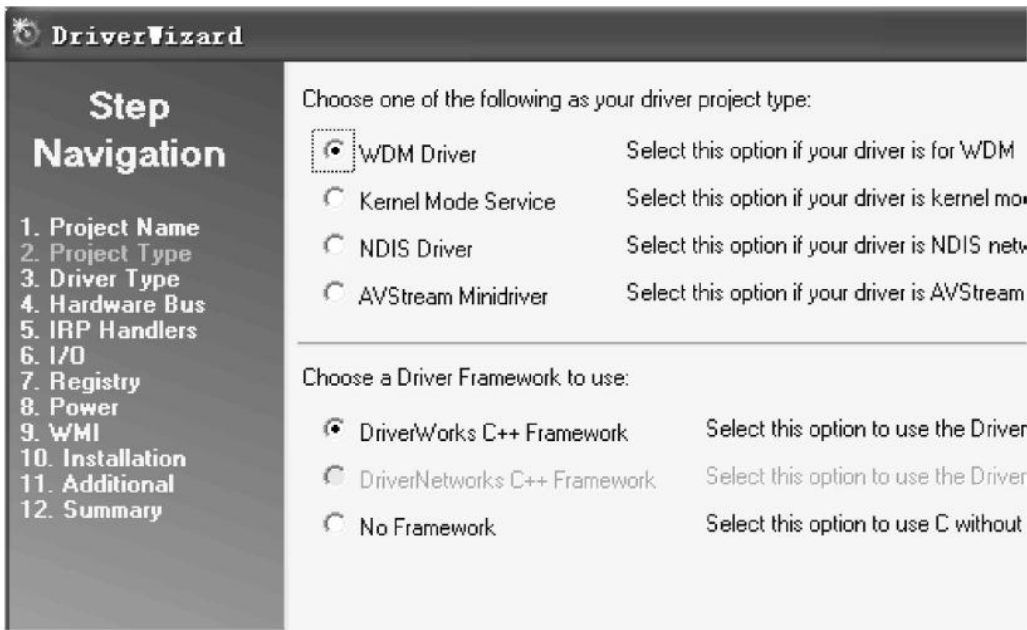 DriverWizard
Step
Navigation
1. Project Name
2. Project Type
3. Driver Type
4. Hardware Bus
5. IRP Handlers
6. I/O
7. Registry
8. Power
9. WMI
10. Installation
11. Additional
12. Summary
Choose one of the following as your driver project type:
WDM Driver Select this option if your driver is for WDM
Kernel Mode Service Select this option if your driver is kernel
NDIS Driver Select this option if your driver is NDIS
AVStream Minidriver Select this option if your driver is AVStream
Choose a Driver Framework to use:
DriverWorks C++ Framework Select this option to use the Driver
DriverNetworks C++ Framework Select this option to use the Driver
No Framework Select this option to use C without